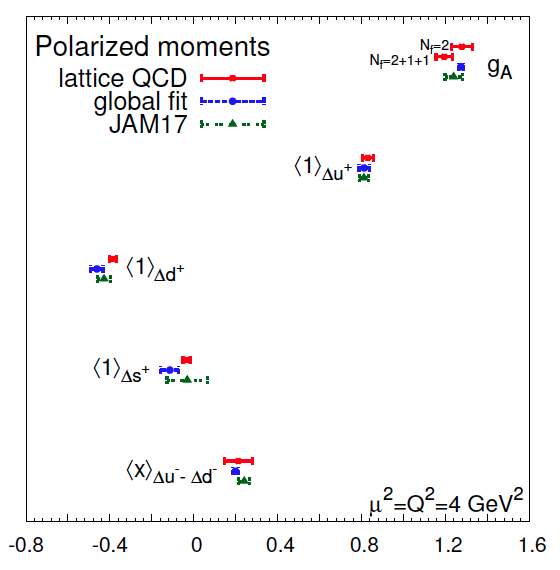 Polarized moments
lattice QCD
global fit
JAM17
N_f=2
N_f=2+1+1
g_A
⟨1⟩_Δu⁺
⟨1⟩_Δd⁺
⟨1⟩_Δs⁺
⟨x⟩_Δu⁻- Δd⁻
μ²=Q²=4 GeV²
-0.8 -0.4 0 0.4 0.8 1.2 1.6